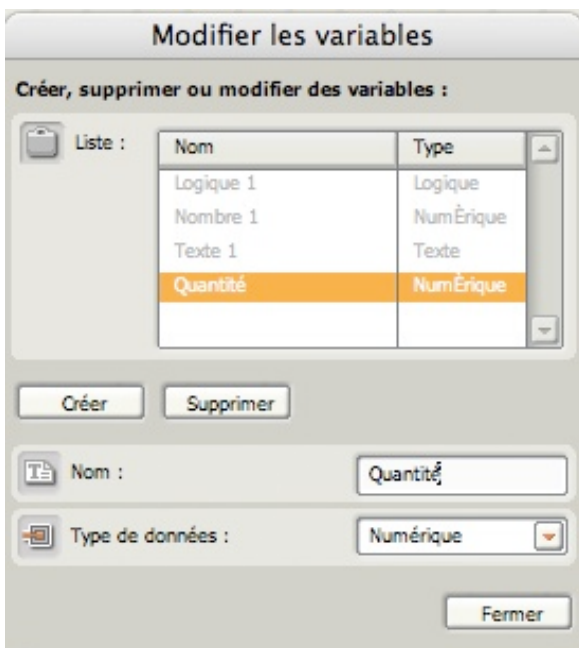 Modifier les variables
Créer, supprimer ou modifier des variables :
Liste :
Nom Type
Logique 1 Logique
Nombre 1 NumÈrique
Texte 1 Texte
Quantité NumÈrique
Créer Supprimer
Nom : Quantité
Type de données : Numérique
Fermer